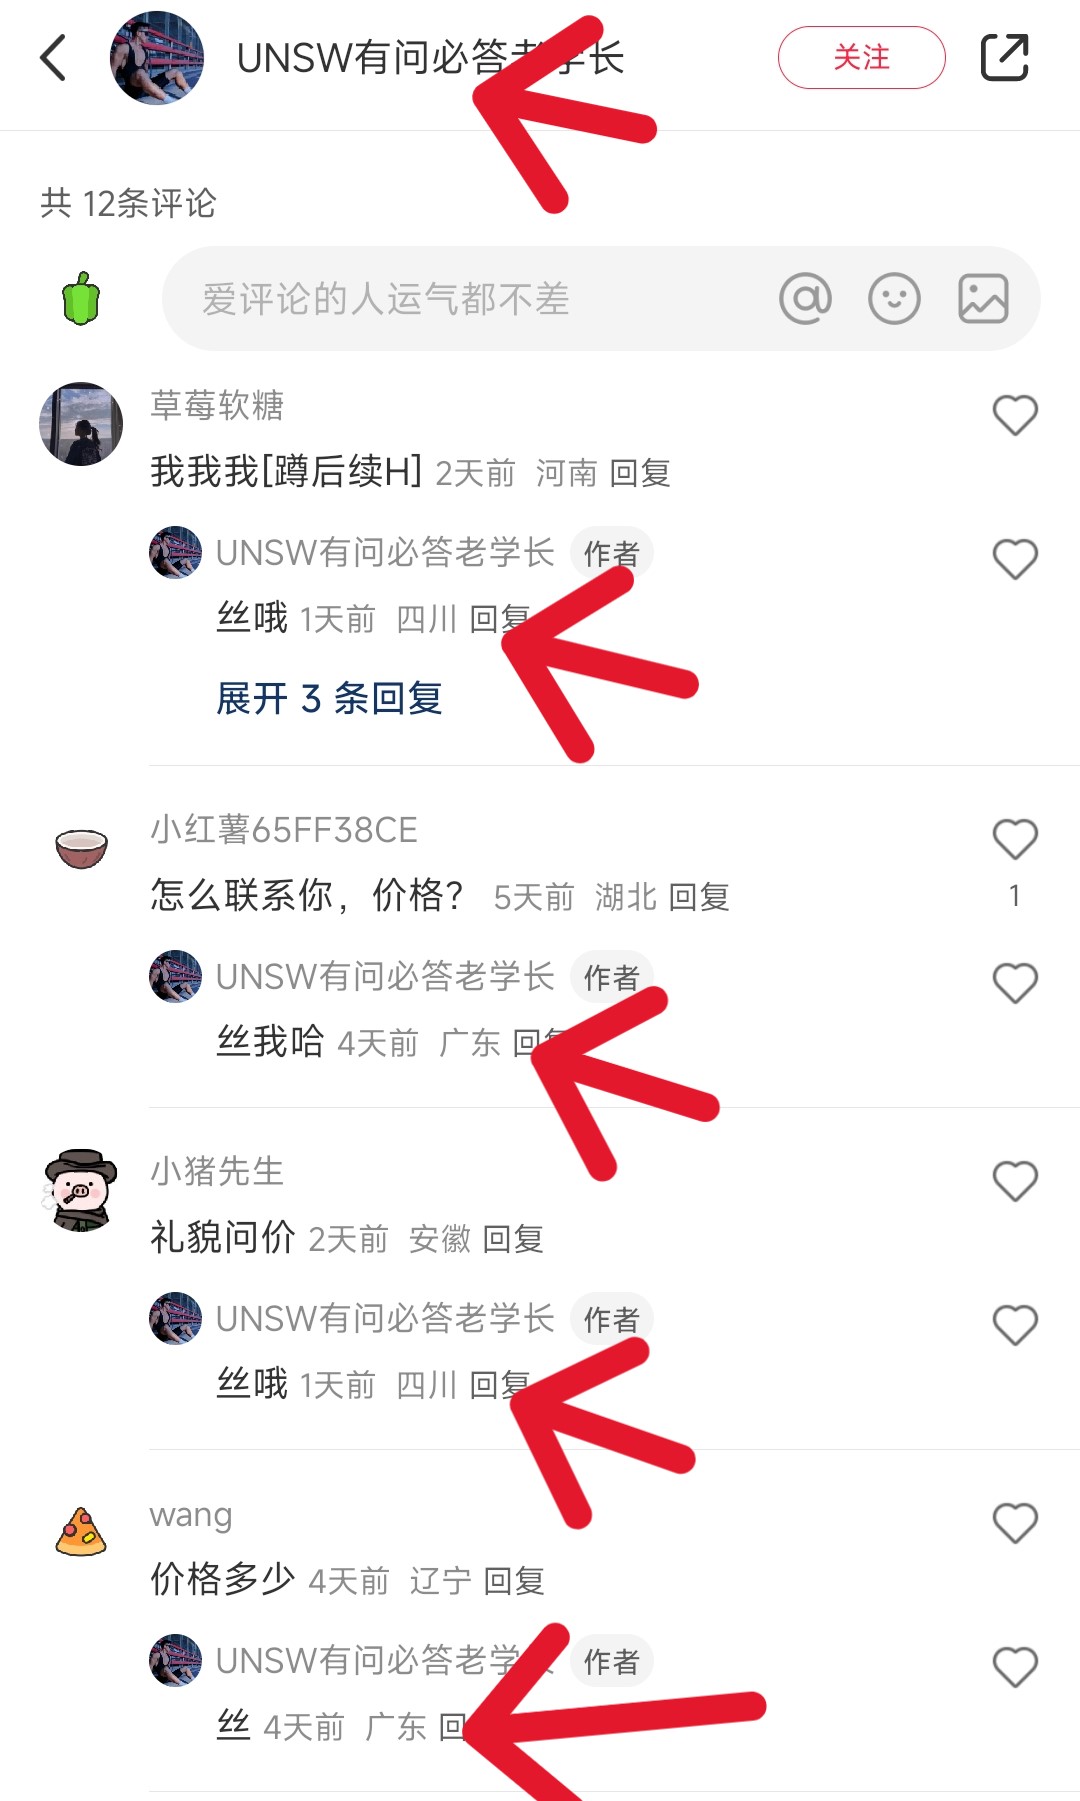 UNSW有问必答老学长
关注
共 12条评论
爱评论的人运气都不差
草莓软糖
我我我[蹲后续H] 2天前 河南 回复
UNSW有问必答老学长 作者
丝哦 1天前 四川 回复
展开 3 条回复
小红薯65FF38CE
怎么联系你，价格？ 5天前 湖北 回复
1
UNSW有问必答老学长 作者
丝我哈 4天前 广东 回复
小猪先生
礼貌问价 2天前 安徽 回复
UNSW有问必答老学长 作者
丝哦 1天前 四川 回复
wang
价格多少 4天前 辽宁 回复
UNSW有问必答老学长 作者
丝 4天前 广东 回